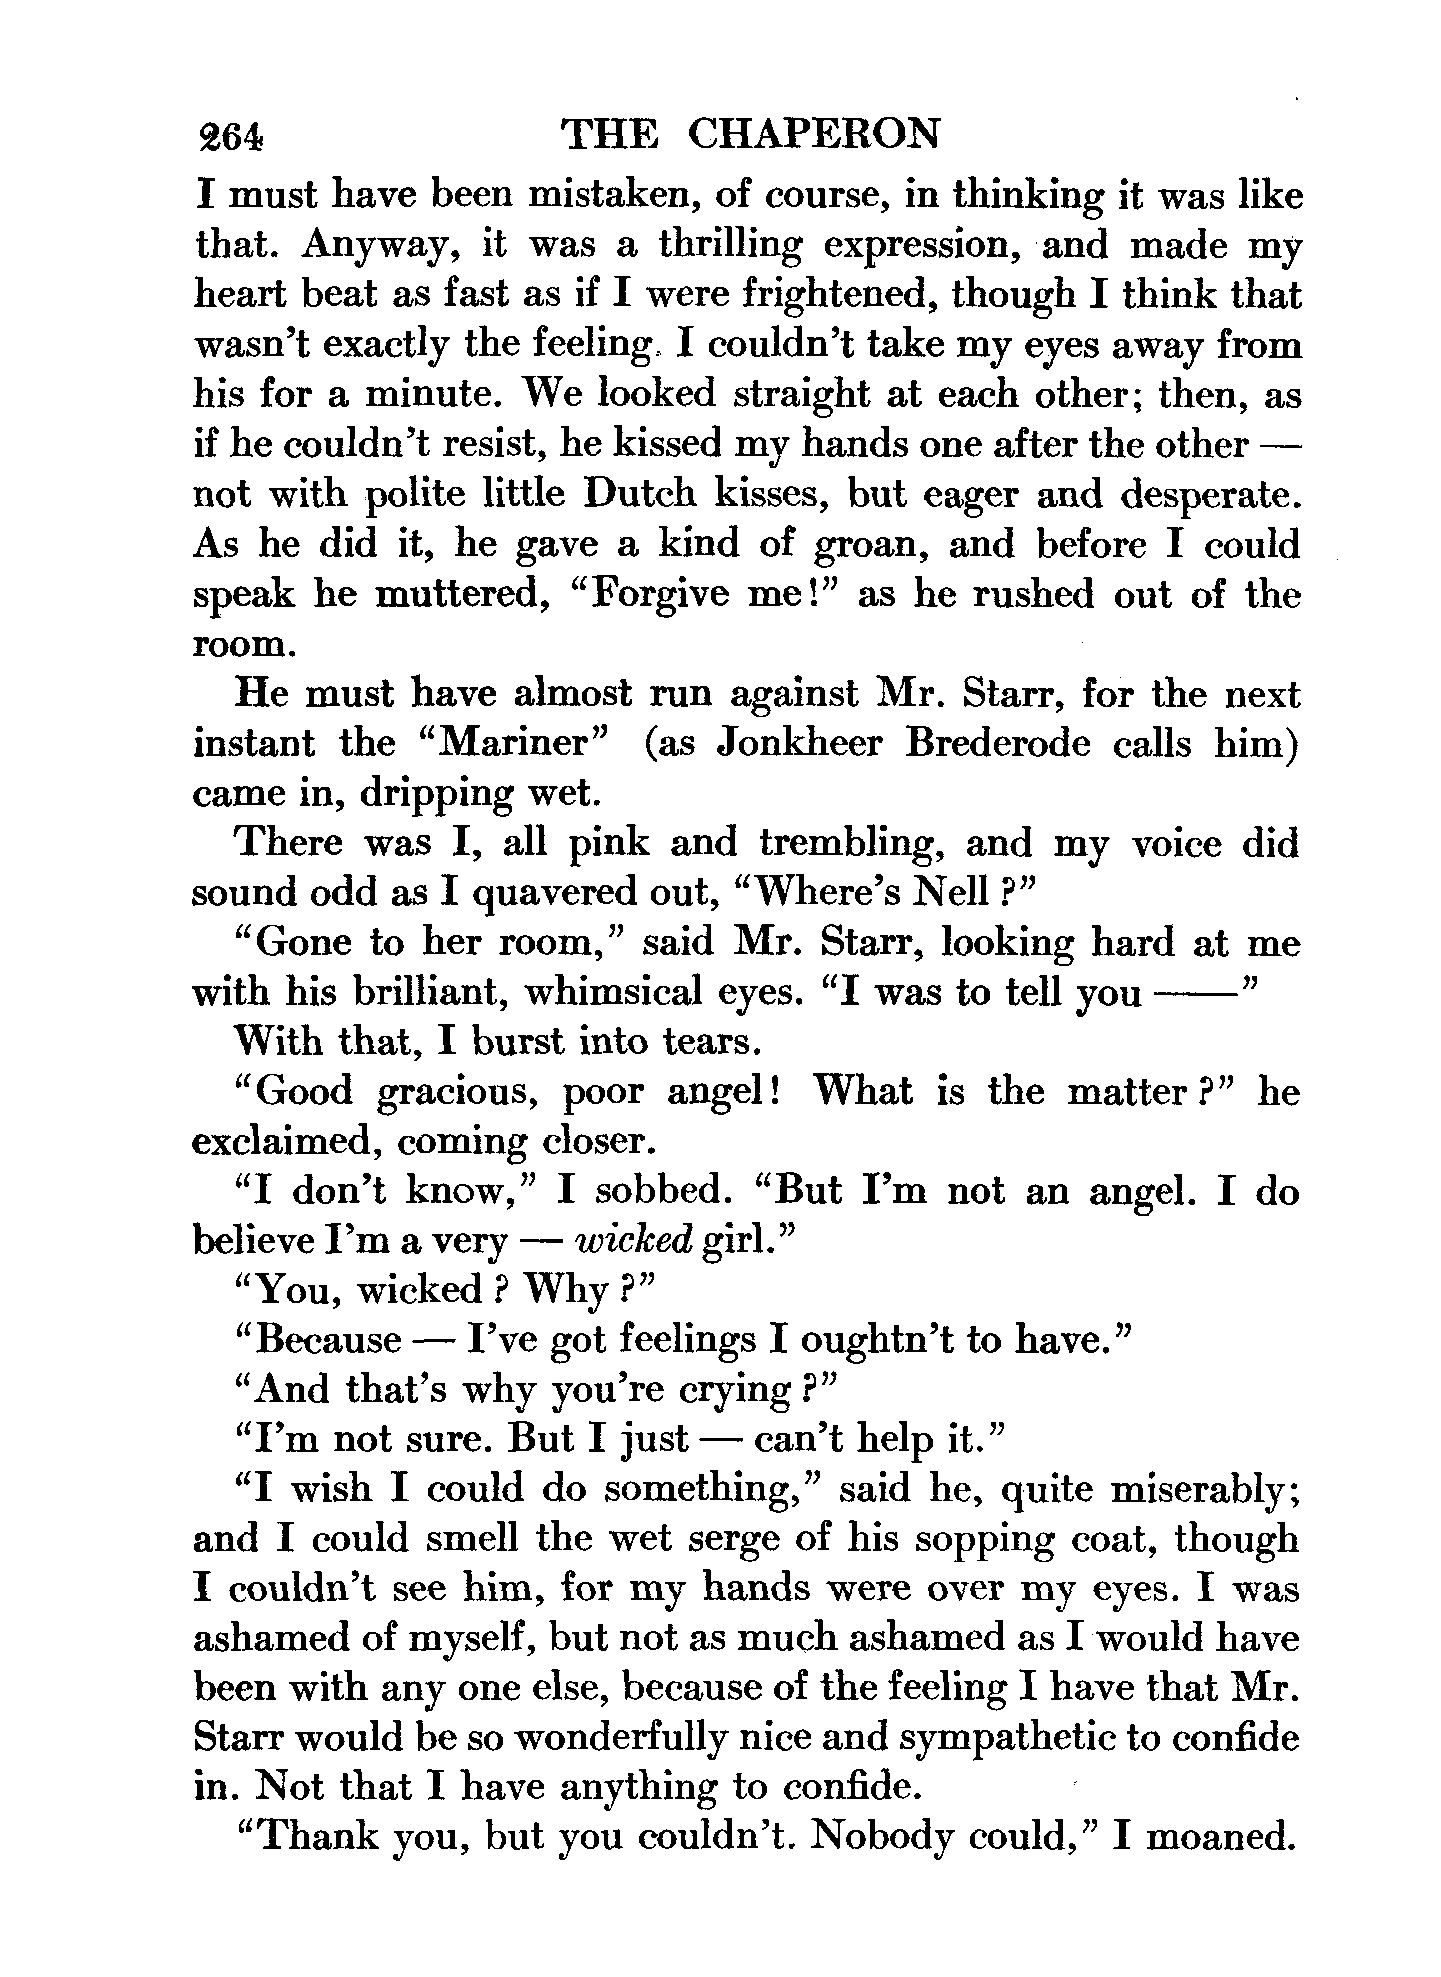 264 THE CHAPERON
I must have been mistaken, of course, in thinking it was like
that. Anyway, it was a thrilling expression, and made my
heart beat as fast as if I were frightened, though I think that
wasn't exactly the feeling. I couldn't take my eyes away from
his for a minute. We looked straight at each other; then, as
if he couldn't resist, he kissed my hands one after the other —
not with polite little Dutch kisses, but eager and desperate.
As he did it, he gave a kind of groan, and before I could
speak he muttered, "Forgive me!" as he rushed out of the
room.
He must have almost run against Mr. Starr, for the next
instant the "Mariner" (as Jonkheer Brederode calls him)
came in, dripping wet.
There was I, all pink and trembling, and my voice did
sound odd as I quavered out, "Where's Nell?"
"Gone to her room," said Mr. Starr, looking hard at me
with his brilliant, whimsical eyes. "I was to tell you ——"
With that, I burst into tears.
"Good gracious, poor angel! What is the matter?" he
exclaimed, coming closer.
"I don't know," I sobbed. "But I'm not an angel. I do
believe I'm a very — wicked girl."
"You, wicked? Why?"
"Because — I've got feelings I oughtn't to have."
"And that's why you're crying?"
"I'm not sure. But I just — can't help it."
"I wish I could do something," said he, quite miserably;
and I could smell the wet serge of his sopping coat, though
I couldn't see him, for my hands were over my eyes. I was
ashamed of myself, but not as much ashamed as I would have
been with any one else, because of the feeling I have that Mr.
Starr would be so wonderfully nice and sympathetic to confide
in. Not that I have anything to confide.
"Thank you, but you couldn't. Nobody could," I moaned.